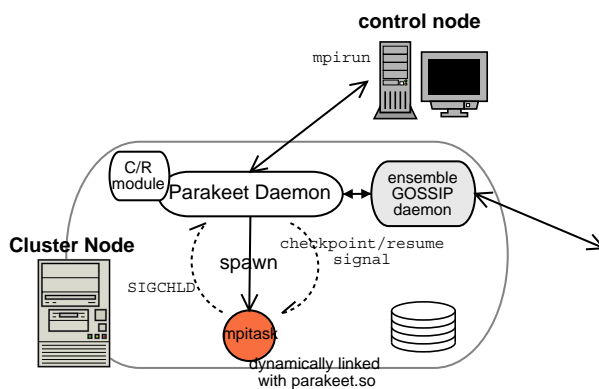 control node
mpirun
C/R
module
Parakeet Daemon
ensemble
GOSSIP
daemon
Cluster Node
checkpoint/resume
signal
spawn
SIGCHLD
mpitask
dynamically linked
with parakeet.so